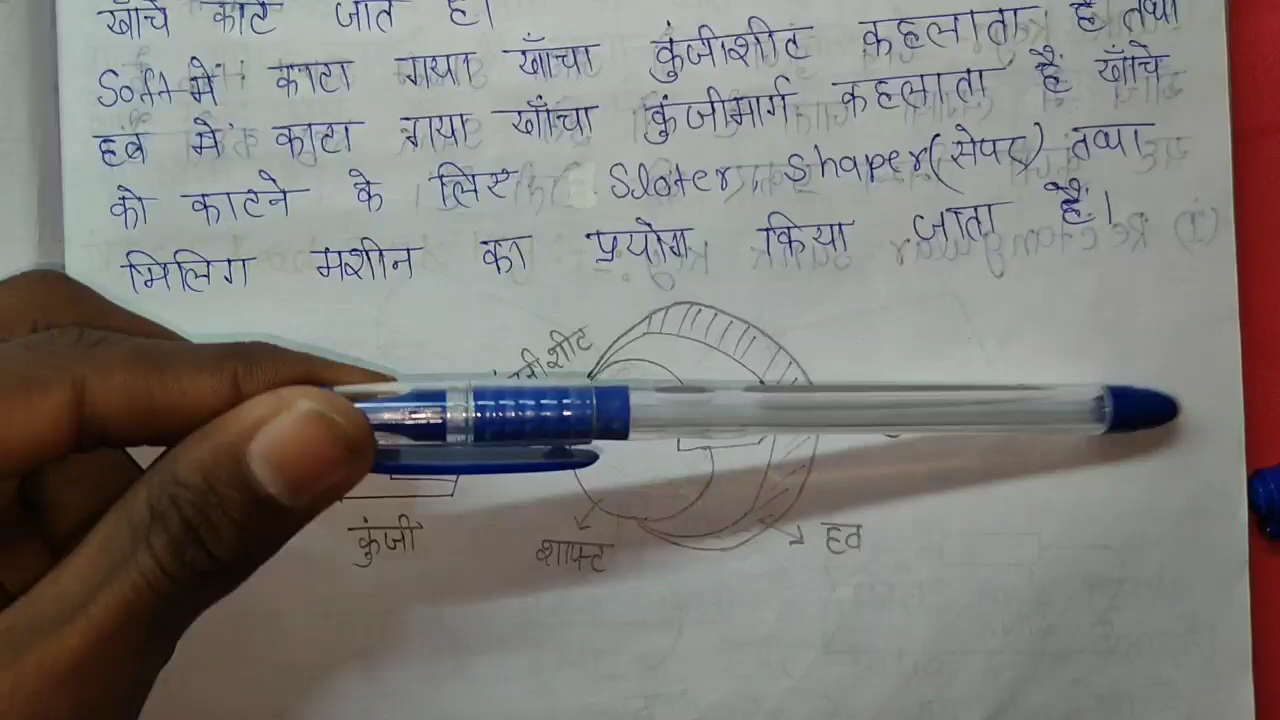 खाँचे काटे जाते हैं।
Soft में काटा गया खाँचा कुंजीशीट कहलाता है तथा
हब में काटा गया खाँचा कुंजीमार्ग कहलाता हैं खाँचे
को काटने के लिए Sloter, Shaper(सेपर) तथा
मिलिग मशीन का प्रयोग किया जाता हैं।
कुंजी
शाफ्ट
हब